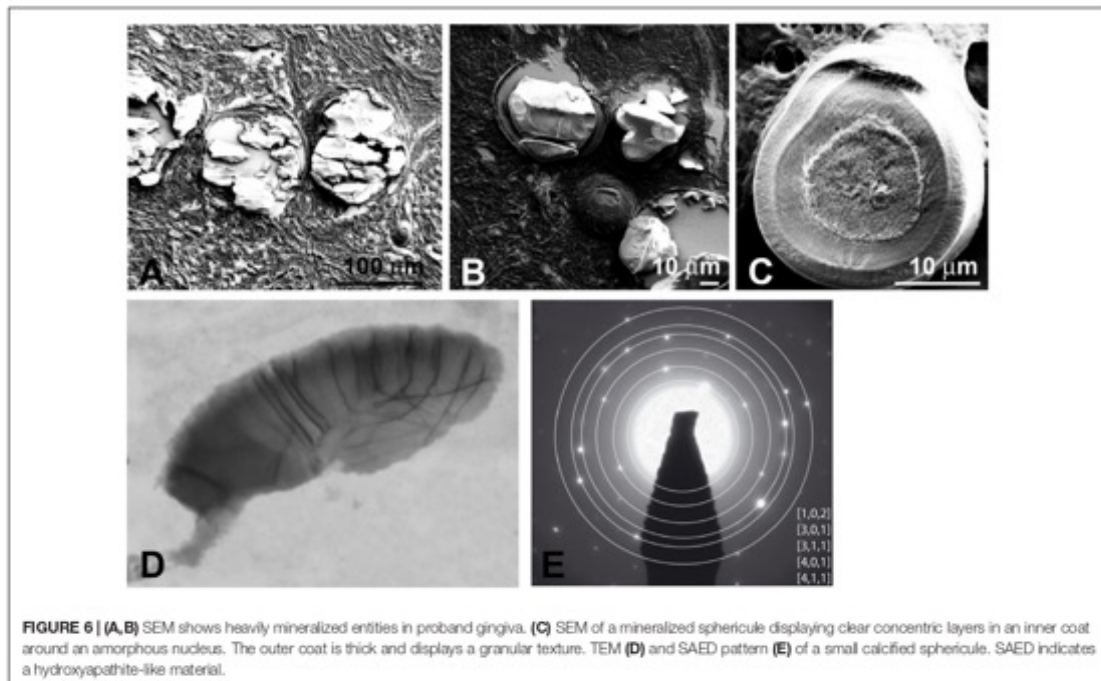 A
100 µm
B
10 µm
C
10 µm
D
E
[1,0,2]
[3,0,1]
[3,1,1]
[4,0,1]
[4,1,1]
FIGURE 6 | (A,B) SEM shows heavily mineralized entities in proband gingiva. (C) SEM of a mineralized sphericule displaying clear concentric layers in an inner coat
around an amorphous nucleus. The outer coat is thick and displays a granular texture. TEM (D) and SAED pattern (E) of a small calcified sphericule. SAED indicates
a hydroxyapathite-like material.